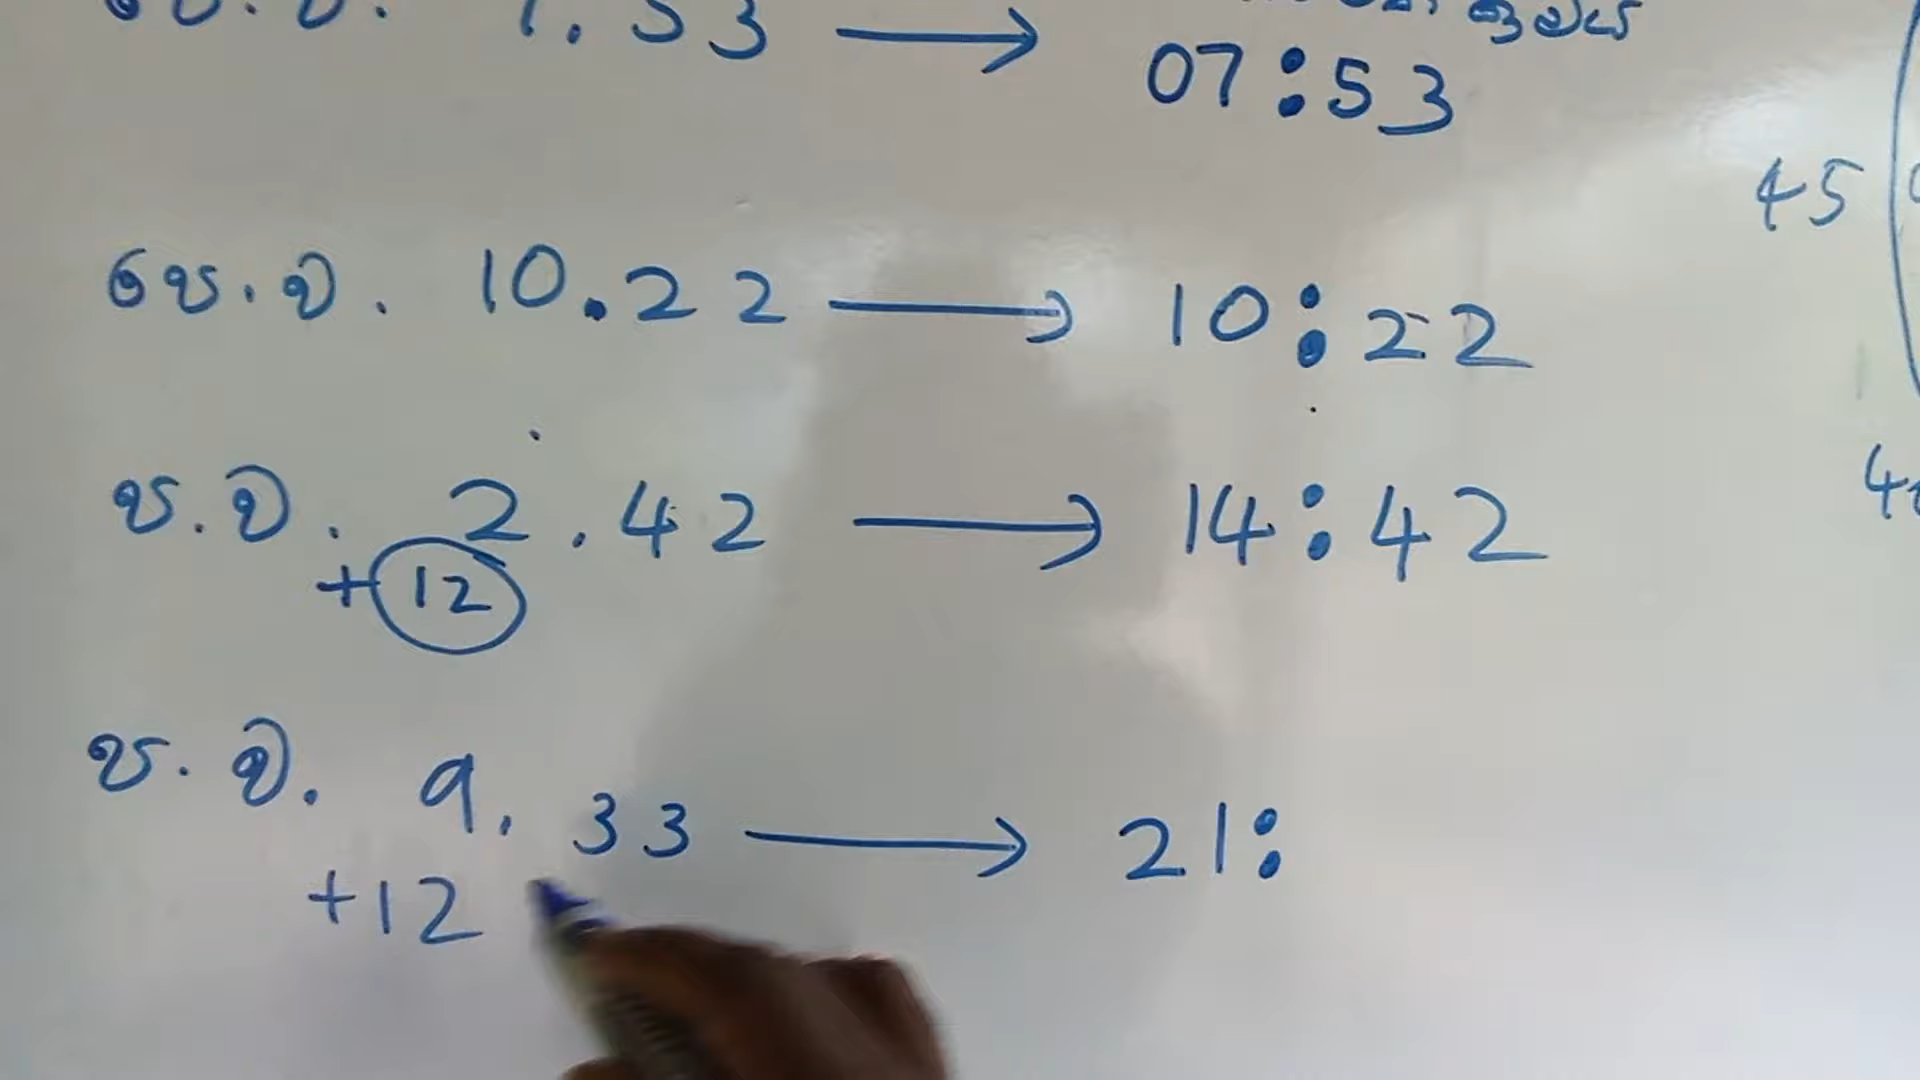 පෙ.ව. 7.53 → 07:53
45
පෙ.ව. 10.22 → 10:22
ප.ව. 2.42 → 14:42
+12
ප.ව. 9.33 → 21:
+12